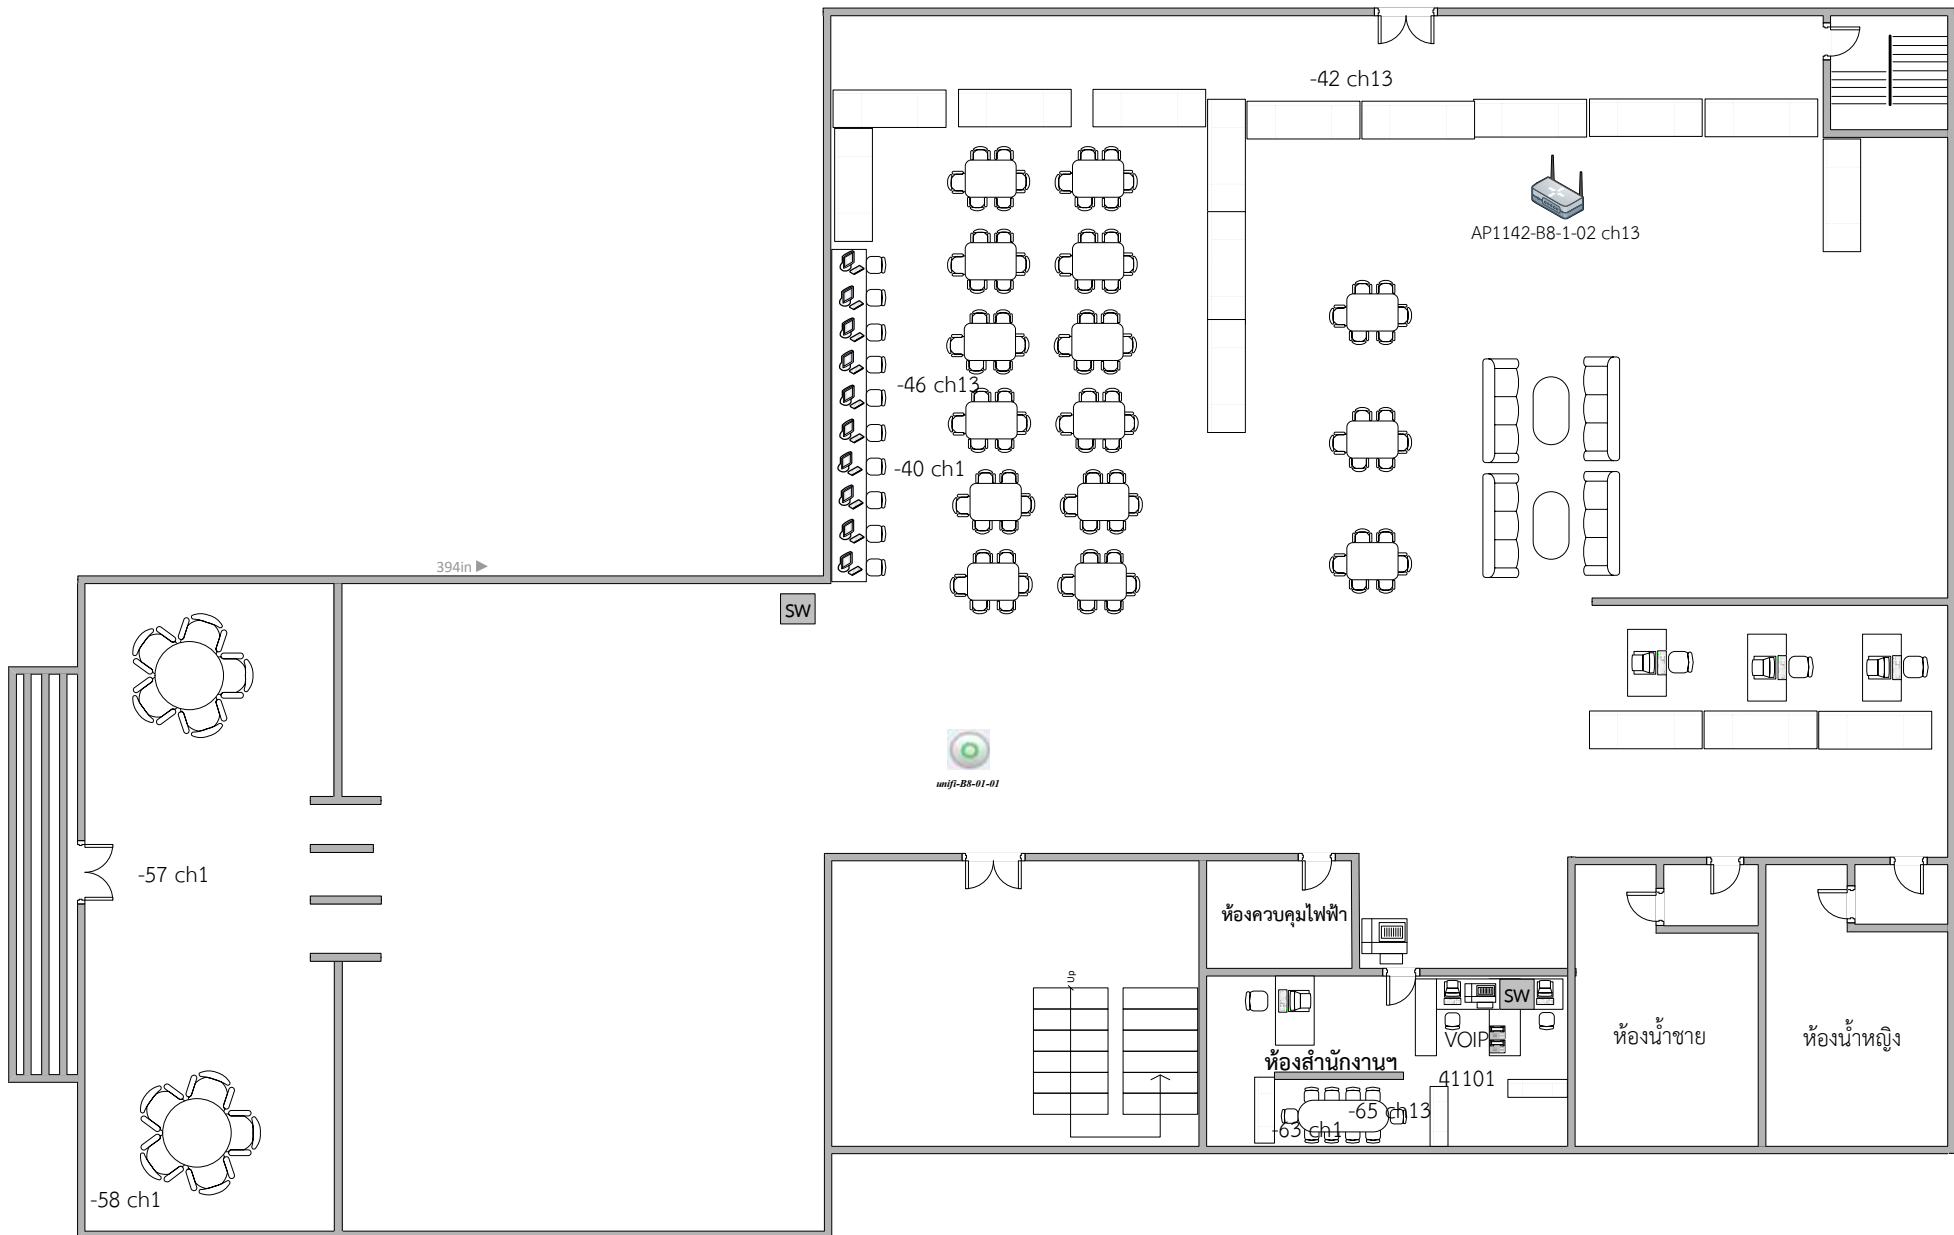 -42 ch13
AP1142-B8-1-02 ch13
-46 ch13
-40 ch1
394in
SW
unifi-B8-01-01
-57 ch1
ห้องควบคุมไฟฟ้า
Up
SW
VOIP
ห้องน้ำชาย
ห้องน้ำหญิง
ห้องสำนักงานฯ
41101
-65 ch13
-63 ch1
-58 ch1